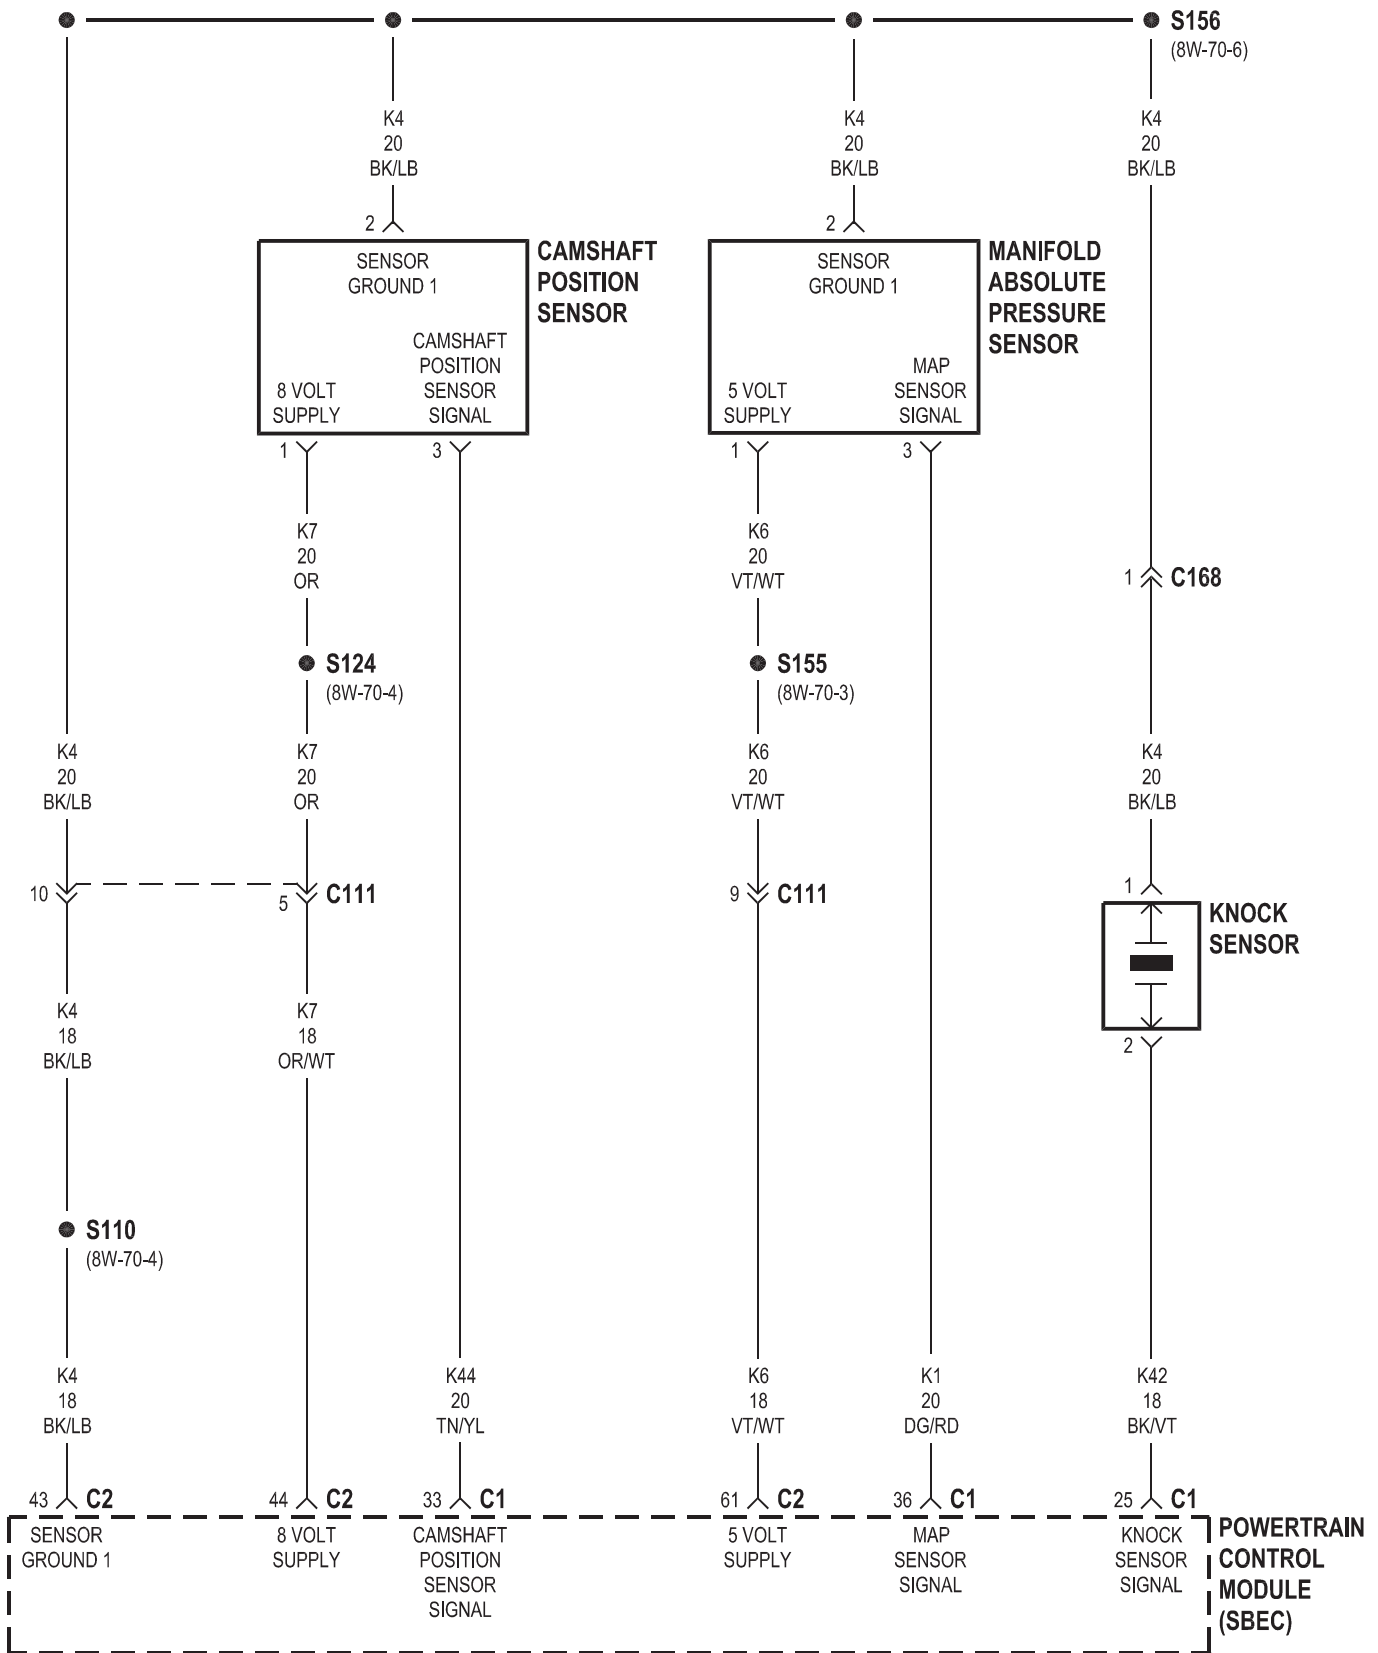 S156
(8W-70-6)
K4
20
BK/LB
K4
20
BK/LB
K4
20
BK/LB
2
2
SENSOR
GROUND 1
CAMSHAFT
POSITION
SENSOR
SIGNAL
8 VOLT
SUPPLY
CAMSHAFT
POSITION
SENSOR
SENSOR
GROUND 1
MAP
SENSOR
SIGNAL
5 VOLT
SUPPLY
MANIFOLD
ABSOLUTE
PRESSURE
SENSOR
1
3
1
3
K7
20
OR
K6
20
VT/WT
1
C168
S124
(8W-70-4)
S155
(8W-70-3)
K4
20
BK/LB
K7
20
OR
K6
20
VT/WT
K4
20
BK/LB
10
5
C111
9
C111
1
KNOCK
SENSOR
2
K4
18
BK/LB
K7
18
OR/WT
S110
(8W-70-4)
K4
18
BK/LB
K44
20
TN/YL
K6
18
VT/WT
K1
20
DG/RD
K42
18
BK/VT
43
C2
44
C2
33
C1
61
C2
36
C1
25
C1
SENSOR
GROUND 1
8 VOLT
SUPPLY
CAMSHAFT
POSITION
SENSOR
SIGNAL
5 VOLT
SUPPLY
MAP
SENSOR
SIGNAL
KNOCK
SENSOR
SIGNAL
POWERTRAIN
CONTROL
MODULE
(SBEC)